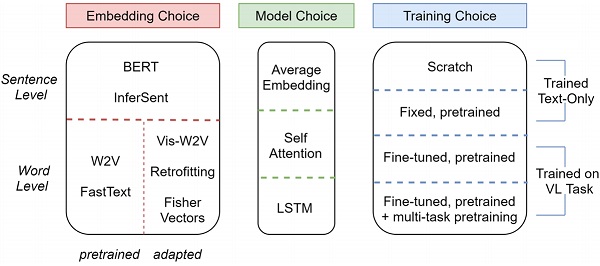 Embedding Choice
Model Choice
Training Choice
Sentence
Level
BERT
InferSent
Word
Level
W2V
FastText
Vis-W2V
Retrofitting
Fisher
Vectors
pretrained
adapted
Average
Embedding
Self
Attention
LSTM
Scratch
Fixed, pretrained
Fine-tuned, pretrained
Fine-tuned, pretrained
+ multi-task pretraining
Trained
Text-Only
Trained on
VL Task